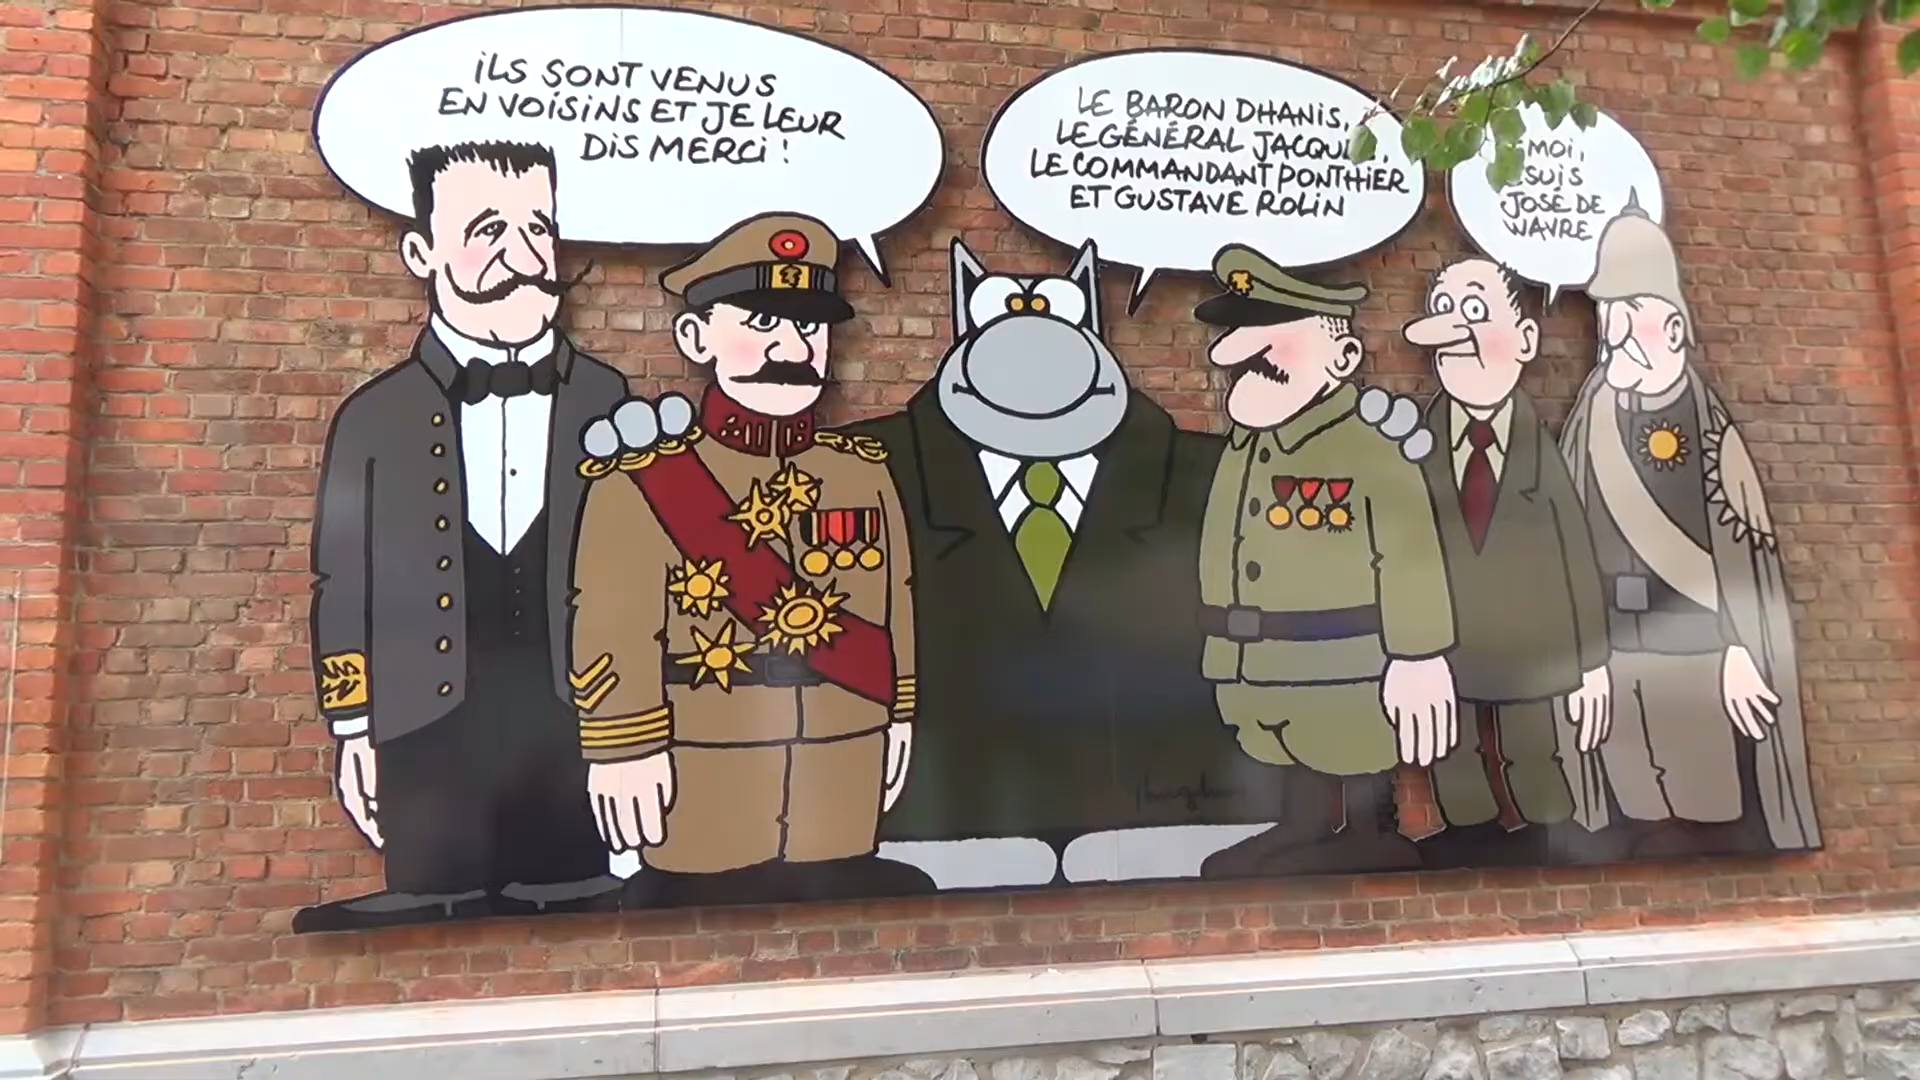 iLS SONT VENUS
EN VOiSiNS ET JE LEUR
DiS MERCi !
LE BARON DHANiS,
LE GÉNÉRAL
LE COMMANDANT PONTHiER
ET GUSTAVE ROLiN
MOi,
SUiS
JOSÉ DE
WAVRE